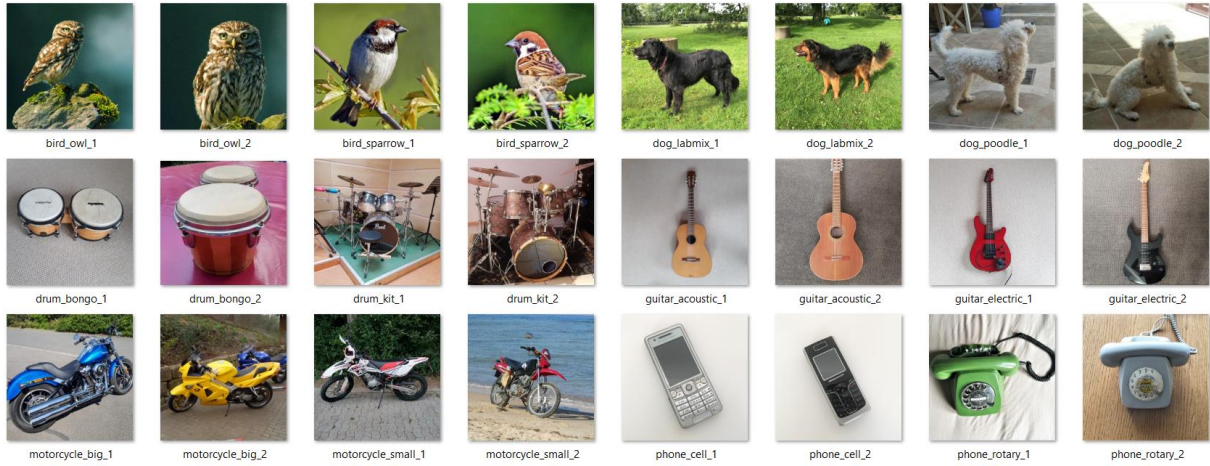 bird_owl_1
bird_owl_2
bird_sparrow_1
bird_sparrow_2
dog_labmix_1
dog_labmix_2
dog_poodle_1
dog_poodle_2
drum_bongo_1
drum_bongo_2
drum_kit_1
drum_kit_2
guitar_acoustic_1
guitar_acoustic_2
guitar_electric_1
guitar_electric_2
motorcycle_big_1
motorcycle_big_2
motorcycle_small_1
motorcycle_small_2
phone_cell_1
phone_cell_2
phone_rotary_1
phone_rotary_2